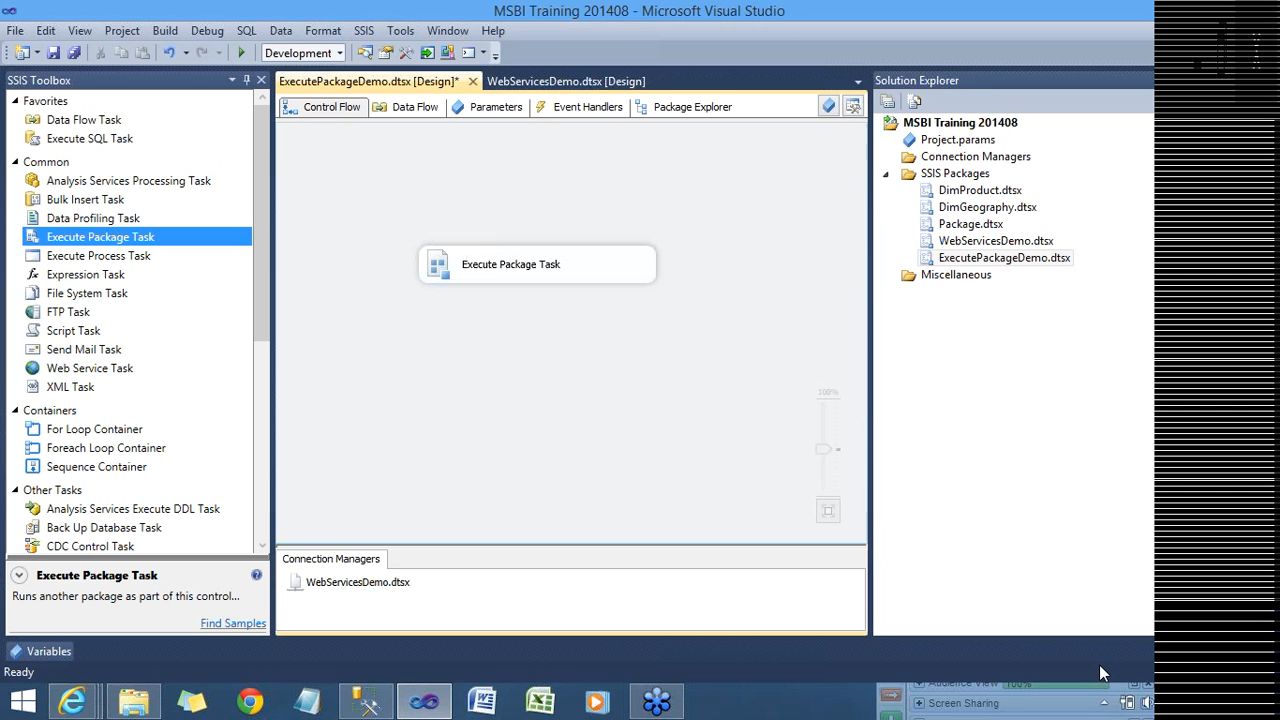 MSBI Training 201408 - Microsoft Visual Studio
File Edit View Project Build Debug SQL Data Format SSIS Tools Window Help
Development
SSIS Toolbox
Favorites
Data Flow Task
Execute SQL Task
Common
Analysis Services Processing Task
Bulk Insert Task
Data Profiling Task
Execute Package Task
Execute Process Task
Expression Task
File System Task
FTP Task
Script Task
Send Mail Task
Web Service Task
XML Task
Containers
For Loop Container
Foreach Loop Container
Sequence Container
Other Tasks
Analysis Services Execute DDL Task
Back Up Database Task
CDC Control Task
Execute Package Task
Runs another package as part of this control...
Find Samples
ExecutePackageDemo.dtsx [Design] WebServicesDemo.dtsx [Design]
Control Flow Data Flow Parameters Event Handlers Package Explorer
Execute Package Task
100%
Connection Managers
WebServicesDemo.dtsx
Solution Explorer
MSBI Training 201408
Project.params
Connection Managers
SSIS Packages
DimProduct.dtsx
DimGeography.dtsx
Package.dtsx
WebServicesDemo.dtsx
ExecutePackageDemo.dtsx
Miscellaneous
Variables
Ready
Audience View 100%
Screen Sharing